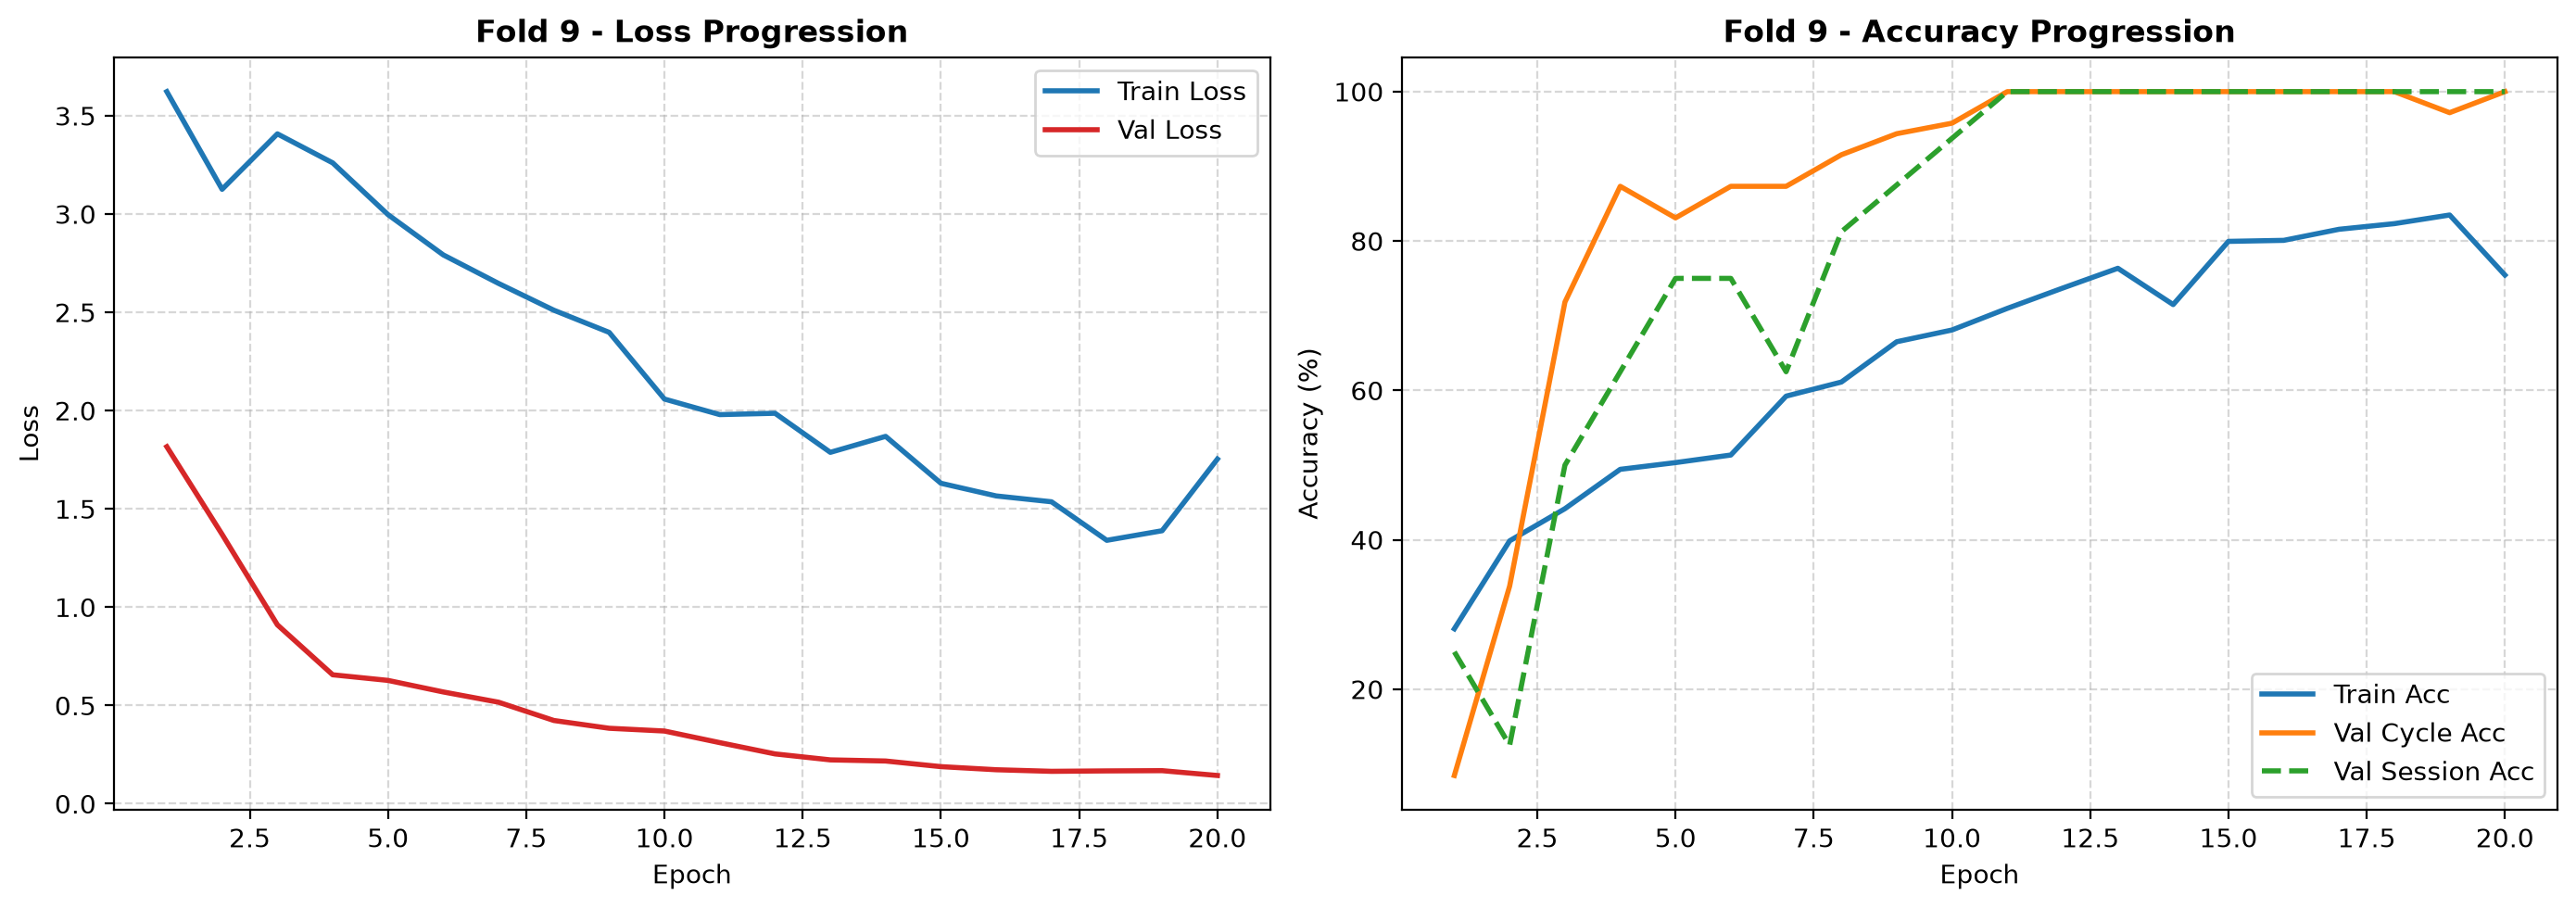 Fold 9 - Loss Progression
Train Loss
Val Loss
3.5
3.0
2.5
2.0
1.5
1.0
0.5
0.0
Loss
2.5 5.0 7.5 10.0 12.5 15.0 17.5 20.0
Epoch
Fold 9 - Accuracy Progression
100
80
60
40
20
Accuracy (%)
Train Acc
Val Cycle Acc
Val Session Acc
2.5 5.0 7.5 10.0 12.5 15.0 17.5 20.0
Epoch